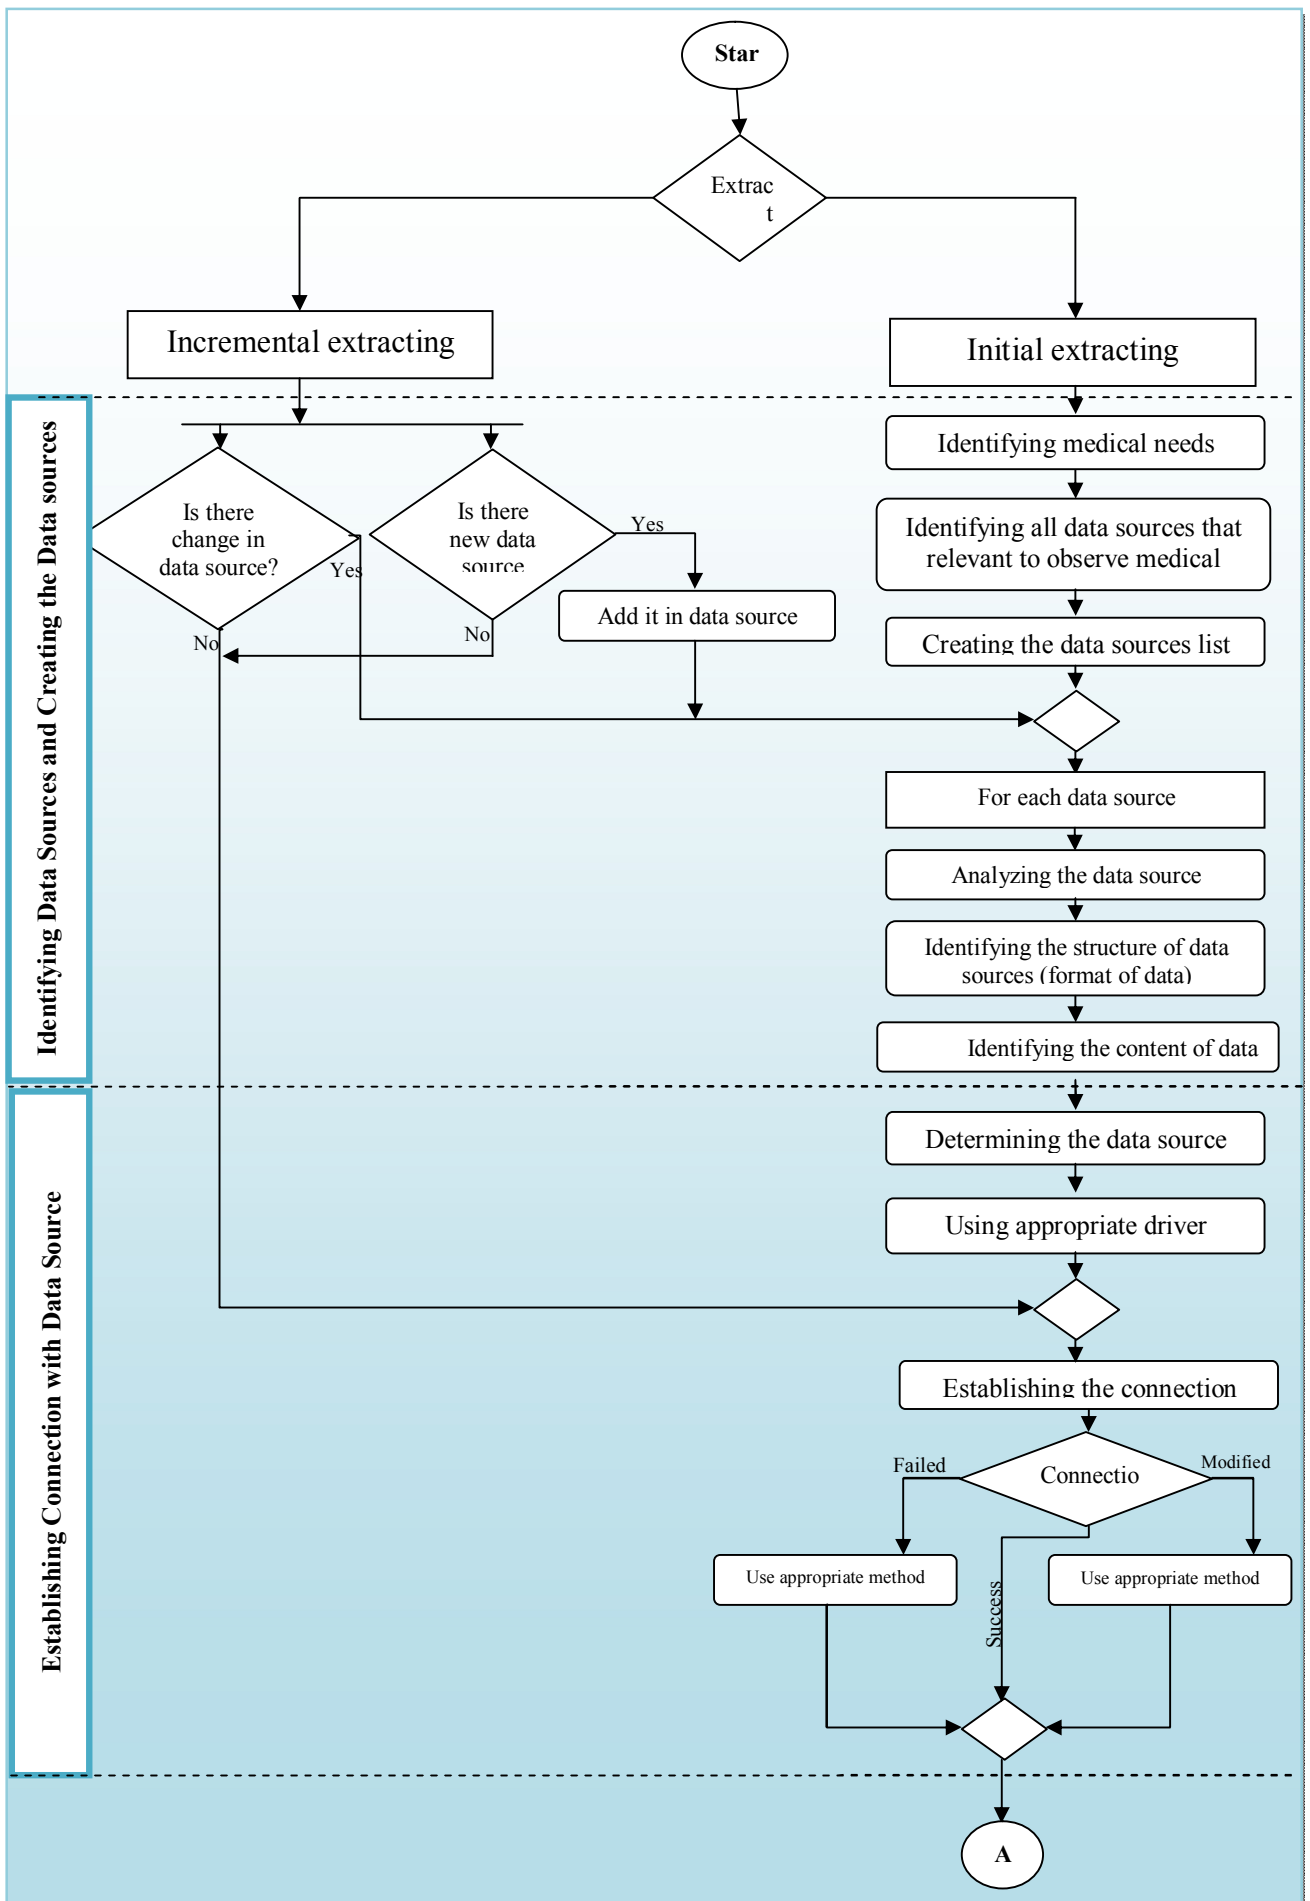 Star
Extrac
t
Incremental extracting
Initial extracting
Identifying Data Sources and Creating the Data sources
Identifying medical needs
Is there
change in
data source?
Is there
new data
source
Yes
Yes
No
No
Add it in data source
Identifying all data sources that
relevant to observe medical
Creating the data sources list
For each data source
Analyzing the data source
Identifying the structure of data
sources (format of data)
Identifying the content of data
Establishing Connection with Data Source
Determining the data source
Using appropriate driver
Establishing the connection
Failed
Connectio
Modified
Use appropriate method
Success
Use appropriate method
A